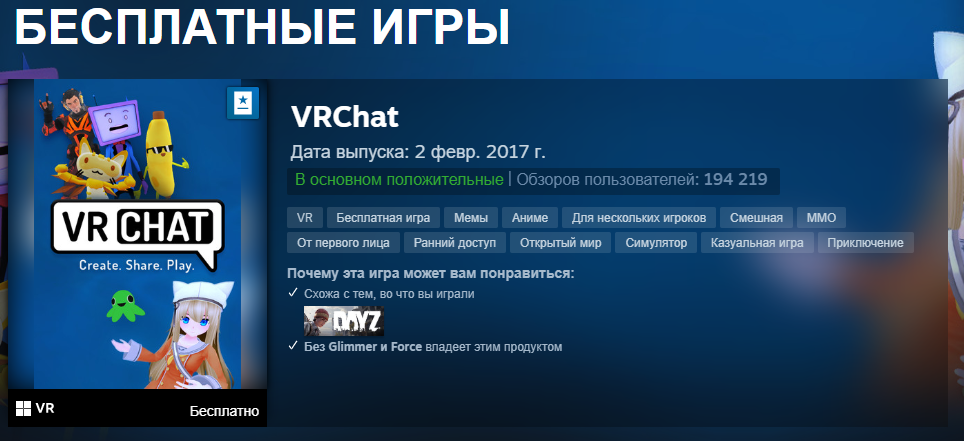 БЕСПЛАТНЫЕ ИГРЫ
VRChat
Дата выпуска: 2 февр. 2017 г.
В основном положительные | Обзоров пользователей: 194 219
VR Бесплатная игра Мемы Аниме Для нескольких игроков Смешная ММО
От первого лица Ранний доступ Открытый мир Симулятор Казуальная игра Приключение
Почему эта игра может вам понравиться:
Схожа с тем, во что вы играли
DAYZ
Без Glimmer и Force владеет этим продуктом
VRCHAT
Create. Share. Play.
VR
Бесплатно